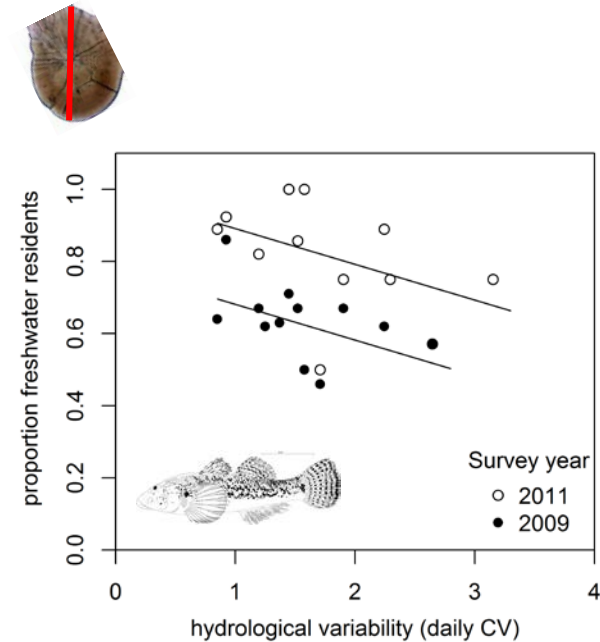 proportion freshwater residents
1.0
0.8
0.6
0.4
0.2
0.0
Survey year
2011
2009
0 1 2 3 4
hydrological variability (daily CV)